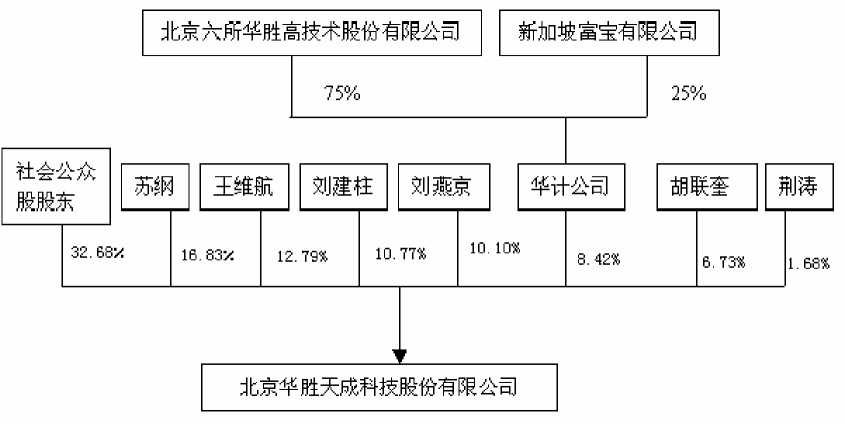 北京六所华胜高技术股份有限公司
新加坡富宝有限公司
75%
25%
社会公众
股股东
苏纲
王维航
刘建柱
刘燕京
华计公司
胡联奎
荆涛
32.68%
16.83%
12.79%
10.77%
10.10%
8.42%
6.73%
1.68%
北京华胜天成科技股份有限公司